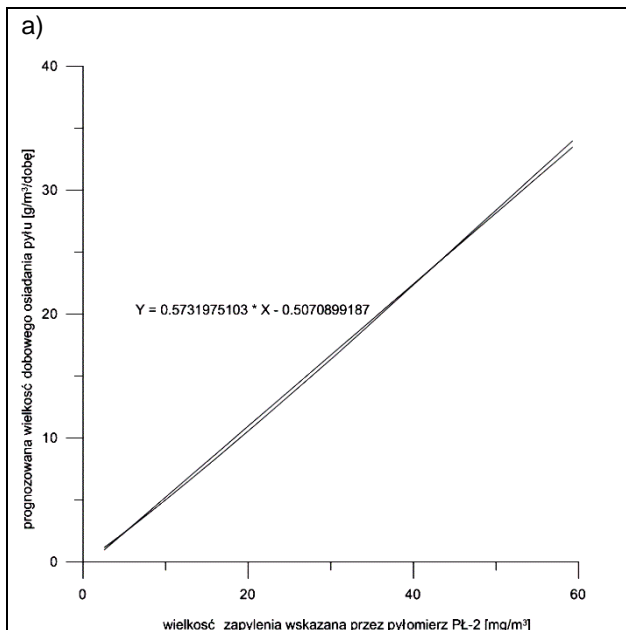 a)
40
30
20
10
0
prognozowana wielkość dobowego osiadania pyłu [g/m³/dobę]
Y = 0.5731975103 * X - 0.5070899187
0
20
40
60
wielkość zapylenia wskazana przez pyłomierz PŁ-2 [mg/m³]